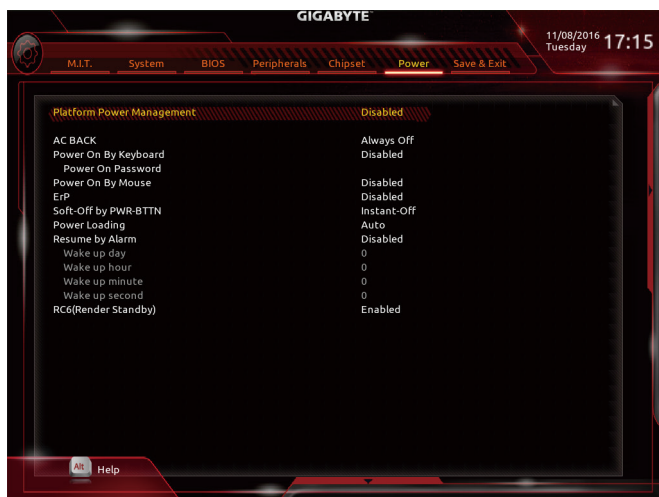 GIGABYTE™
11/08/2016 Tuesday 17:15
M.I.T. System BIOS Peripherals Chipset Power Save & Exit
Platform Power Management Disabled
AC BACK Always Off
Power On By Keyboard Disabled
Power On Password
Power On By Mouse Disabled
ErP Disabled
Soft-Off by PWR-BTTN Instant-Off
Power Loading Auto
Resume by Alarm Disabled
Wake up day 0
Wake up hour 0
Wake up minute 0
Wake up second 0
RC6(Render Standby) Enabled
Alt Help